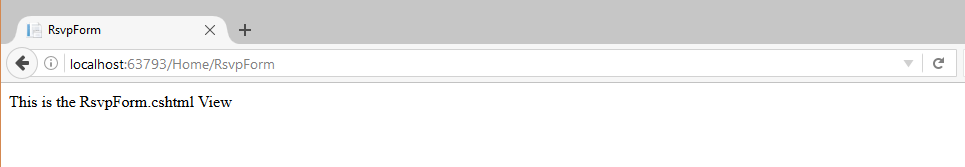 RsvpForm
localhost:63793/Home/RsvpForm
This is the RsvpForm.cshtml View